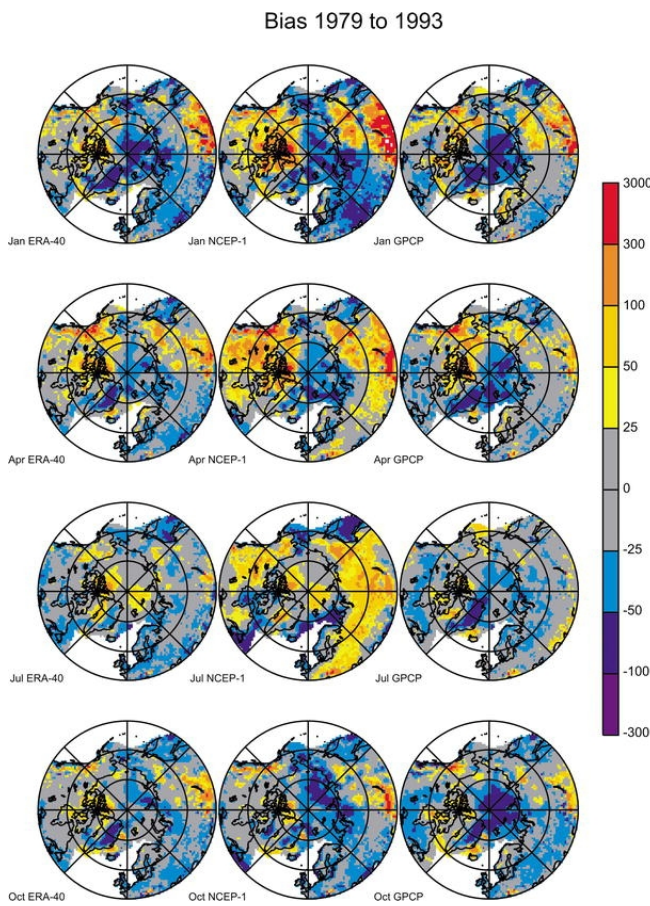 Bias 1979 to 1993
Jan ERA-40
Jan NCEP-1
Jan GPCP
3000
300
100
50
25
0
-25
-50
-100
-300
Apr ERA-40
Apr NCEP-1
Apr GPCP
Jul ERA-40
Jul NCEP-1
Jul GPCP
Oct ERA-40
Oct NCEP-1
Oct GPCP